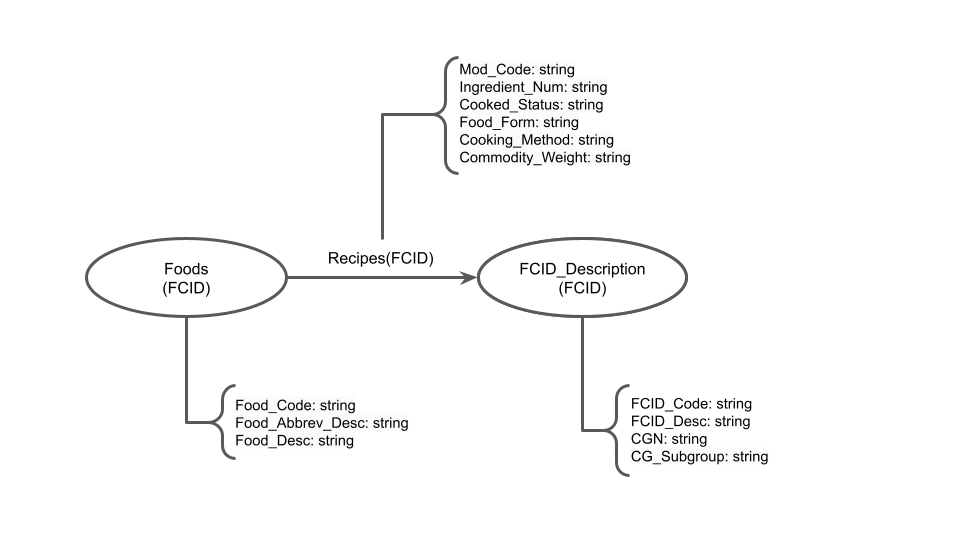 Mod_Code: string
Ingredient_Num: string
Cooked_Status: string
Food_Form: string
Cooking_Method: string
Commodity_Weight: string
Recipes(FCID)
Foods
(FCID)
FCID_Description
(FCID)
Food_Code: string
Food_Abbrev_Desc: string
Food_Desc: string
FCID_Code: string
FCID_Desc: string
CGN: string
CG_Subgroup: string